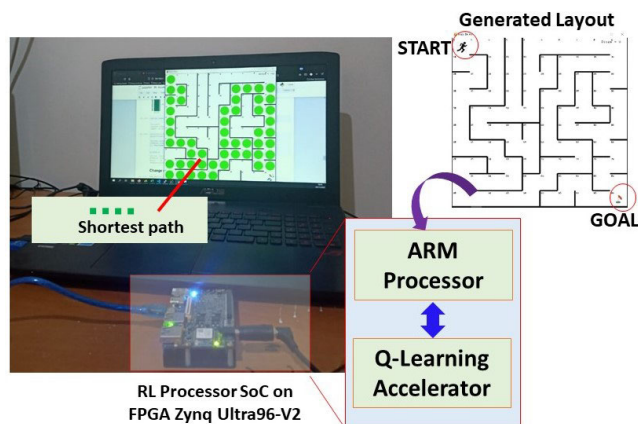 Generated Layout
START
GOAL
Shortest path
ARM
Processor
Q-Learning
Accelerator
RL Processor SoC on
FPGA Zynq Ultra96-V2